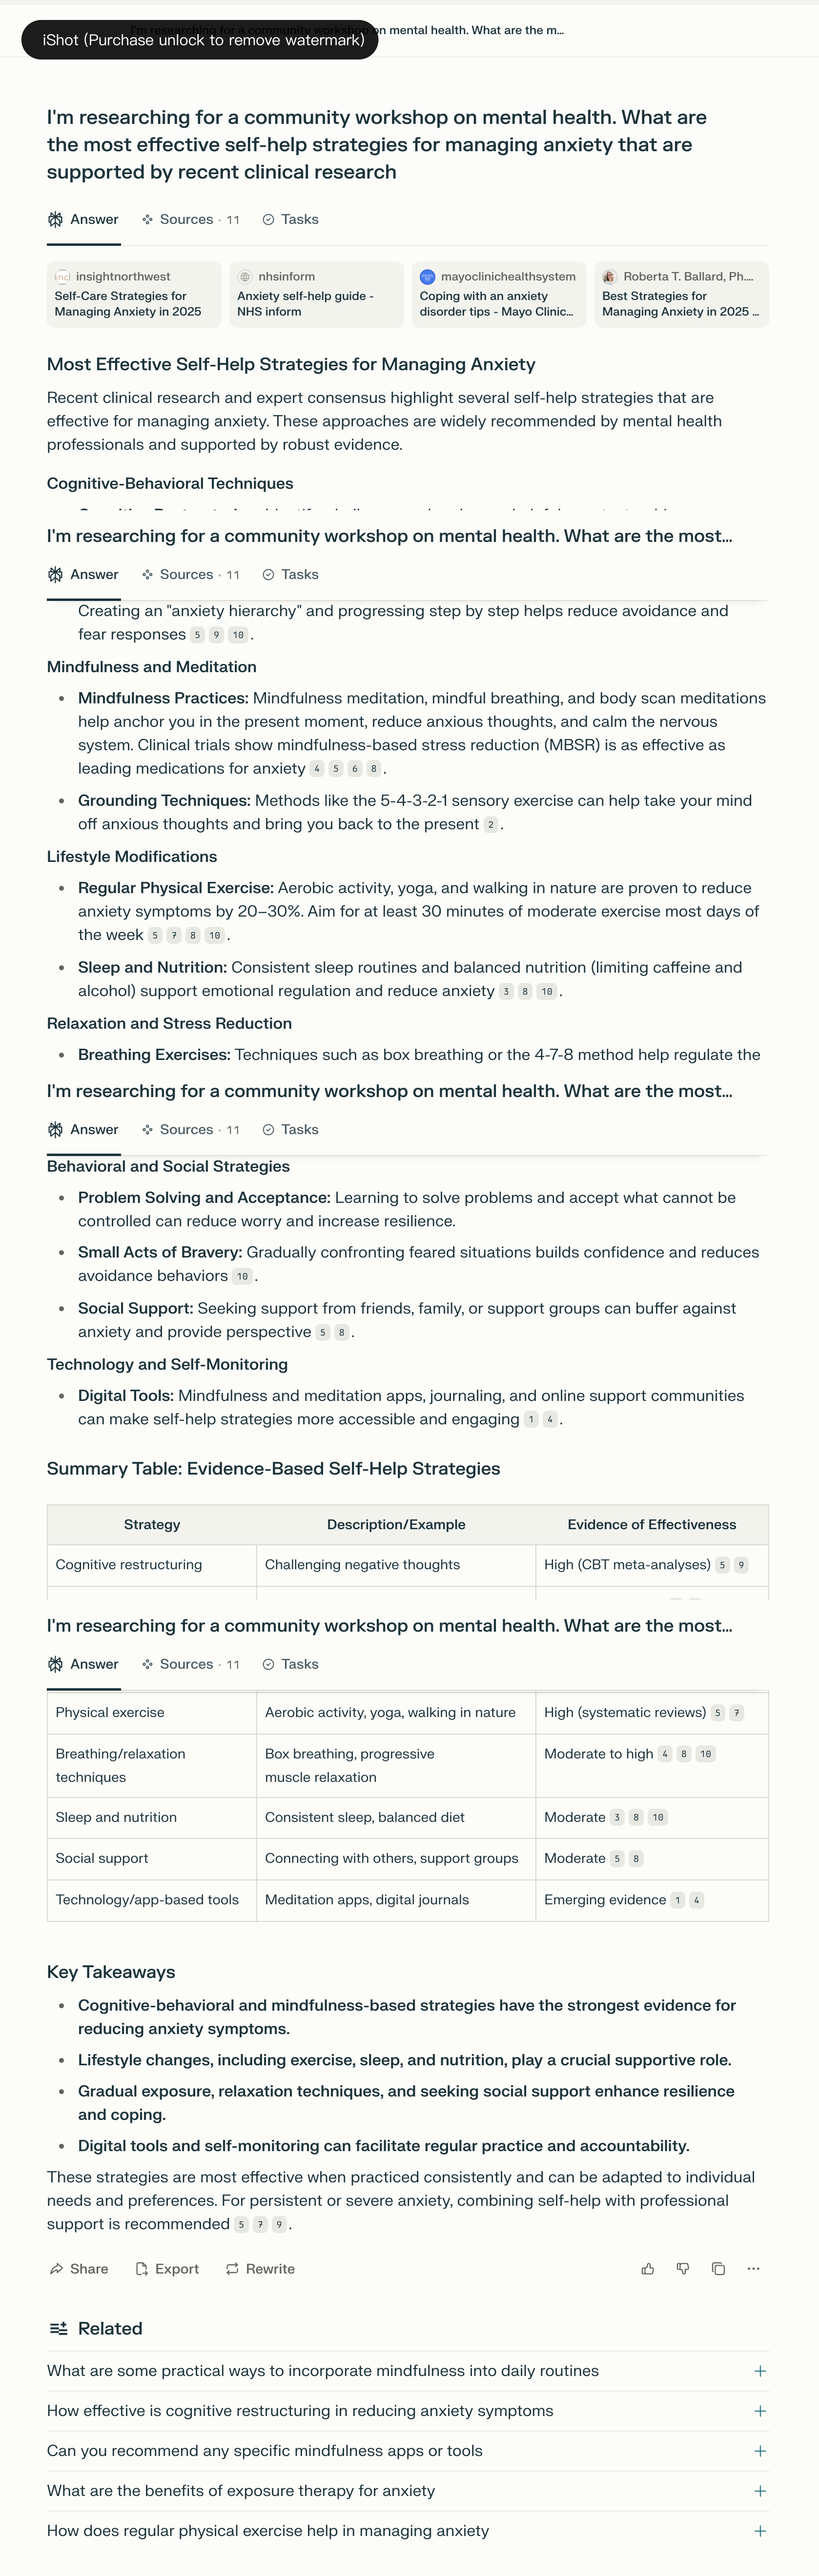 iShot (Purchase unlock to remove watermark)
on mental health. What are the m...
I'm researching for a community workshop on mental health. What are
the most effective self-help strategies for managing anxiety that are
supported by recent clinical research
Answer
Sources · 11
Tasks
insightnorthwest
Self-Care Strategies for
Managing Anxiety in 2025
nhsinform
Anxiety self-help guide -
NHS inform
mayoclinichealthsystem
Coping with an anxiety
disorder tips - Mayo Clinic...
Roberta T. Ballard, Ph....
Best Strategies for
Managing Anxiety in 2025 ...
Most Effective Self-Help Strategies for Managing Anxiety
Recent clinical research and expert consensus highlight several self-help strategies that are
effective for managing anxiety. These approaches are widely recommended by mental health
professionals and supported by robust evidence.
Cognitive-Behavioral Techniques
I'm researching for a community workshop on mental health. What are the most...
Answer
Sources · 11
Tasks
Creating an "anxiety hierarchy" and progressing step by step helps reduce avoidance and
fear responses 5 9 10 .
Mindfulness and Meditation
• Mindfulness Practices: Mindfulness meditation, mindful breathing, and body scan meditations
help anchor you in the present moment, reduce anxious thoughts, and calm the nervous
system. Clinical trials show mindfulness-based stress reduction (MBSR) is as effective as
leading medications for anxiety 4 5 6 8 .
• Grounding Techniques: Methods like the 5-4-3-2-1 sensory exercise can help take your mind
off anxious thoughts and bring you back to the present 2 .
Lifestyle Modifications
• Regular Physical Exercise: Aerobic activity, yoga, and walking in nature are proven to reduce
anxiety symptoms by 20–30%. Aim for at least 30 minutes of moderate exercise most days of
the week 5 7 8 10 .
• Sleep and Nutrition: Consistent sleep routines and balanced nutrition (limiting caffeine and
alcohol) support emotional regulation and reduce anxiety 3 8 10 .
Relaxation and Stress Reduction
• Breathing Exercises: Techniques such as box breathing or the 4-7-8 method help regulate the
I'm researching for a community workshop on mental health. What are the most...
Answer
Sources · 11
Tasks
Behavioral and Social Strategies
• Problem Solving and Acceptance: Learning to solve problems and accept what cannot be
controlled can reduce worry and increase resilience.
• Small Acts of Bravery: Gradually confronting feared situations builds confidence and reduces
avoidance behaviors 10 .
• Social Support: Seeking support from friends, family, or support groups can buffer against
anxiety and provide perspective 5 8 .
Technology and Self-Monitoring
• Digital Tools: Mindfulness and meditation apps, journaling, and online support communities
can make self-help strategies more accessible and engaging 1 4 .
Summary Table: Evidence-Based Self-Help Strategies
Strategy
Description/Example
Evidence of Effectiveness
Cognitive restructuring
Challenging negative thoughts
High (CBT meta-analyses) 5 9
I'm researching for a community workshop on mental health. What are the most...
Answer
Sources · 11
Tasks
Physical exercise
Aerobic activity, yoga, walking in nature
High (systematic reviews) 5 7
Breathing/relaxation
techniques
Box breathing, progressive
muscle relaxation
Moderate to high 4 8 10
Sleep and nutrition
Consistent sleep, balanced diet
Moderate 3 8 10
Social support
Connecting with others, support groups
Moderate 5 8
Technology/app-based tools
Meditation apps, digital journals
Emerging evidence 1 4
Key Takeaways
• Cognitive-behavioral and mindfulness-based strategies have the strongest evidence for
reducing anxiety symptoms.
• Lifestyle changes, including exercise, sleep, and nutrition, play a crucial supportive role.
• Gradual exposure, relaxation techniques, and seeking social support enhance resilience
and coping.
• Digital tools and self-monitoring can facilitate regular practice and accountability.
These strategies are most effective when practiced consistently and can be adapted to individual
needs and preferences. For persistent or severe anxiety, combining self-help with professional
support is recommended 5 7 9 .
Share
Export
Rewrite
Related
What are some practical ways to incorporate mindfulness into daily routines
How effective is cognitive restructuring in reducing anxiety symptoms
Can you recommend any specific mindfulness apps or tools
What are the benefits of exposure therapy for anxiety
How does regular physical exercise help in managing anxiety